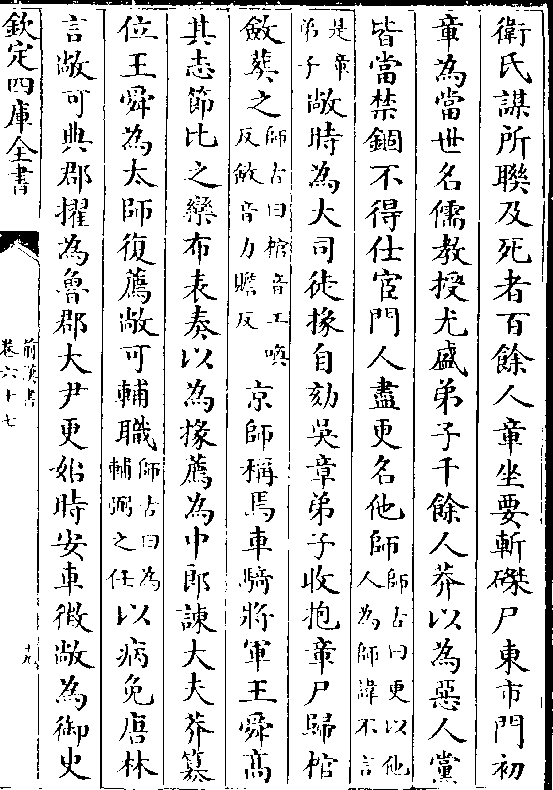 衛氏謀所聯及死者百餘人章坐要斬磔尸東市門初
章為當世名儒教授尤盛弟子千餘人莽以為惡人黨
皆當禁錮不得仕宦門人盡更名他師師古曰更以他人為師諱不言
是章弟子敞時為大司徒掾自劾吳章弟子收抱章尸歸棺
斂葬之師古曰棺音工喚反斂音力贍反京師稱焉車騎將軍王舜高
其志節比之欒布表奏以為掾薦為中郎諫大夫莽篡
位王舜為太師復薦敞可輔職師古曰為輔弼之任以病免唐林
言敞可典郡擢為魯郡大尹更始時安車徵敞為御史
欽定四庫全書
前漢書
卷六十七
十九